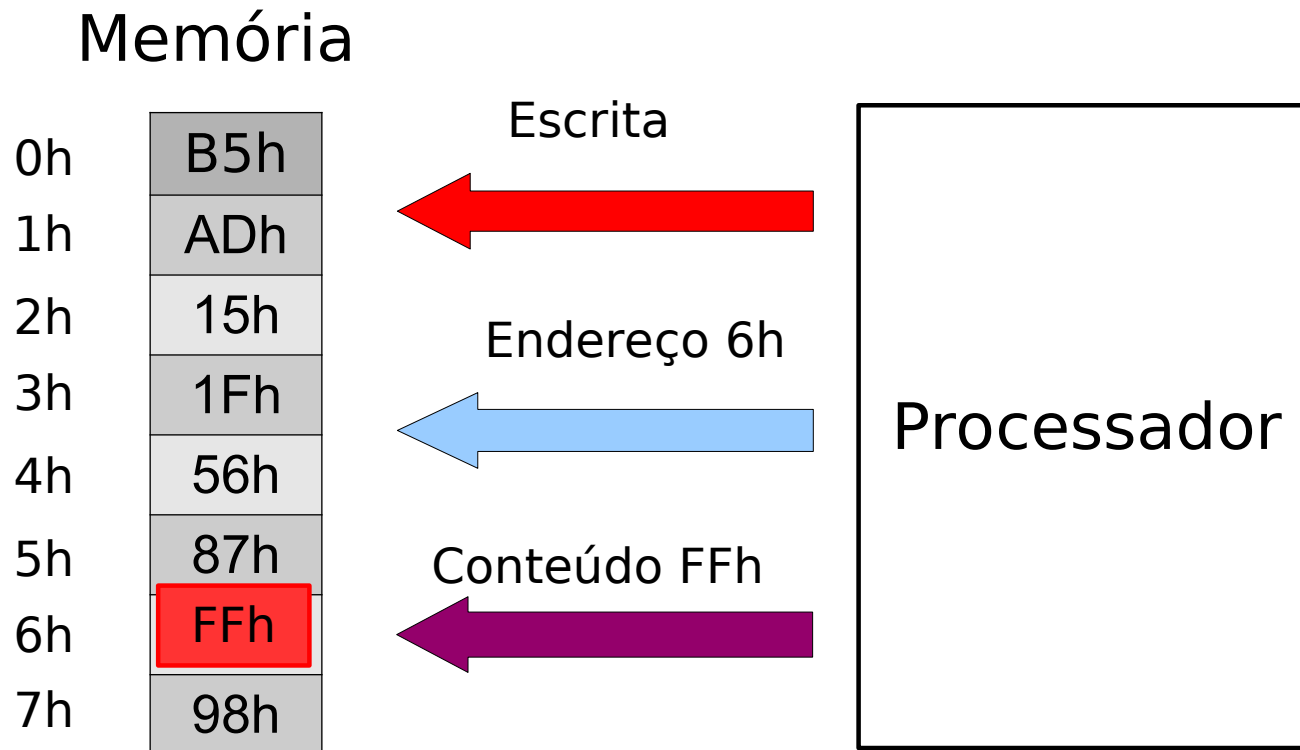 Memória
Escrita
0h B5h
1h ADh
2h 15h
Endereço 6h
3h 1Fh
Processador
4h 56h
5h 87h
Conteúdo FFh
6h FFh
7h 98h